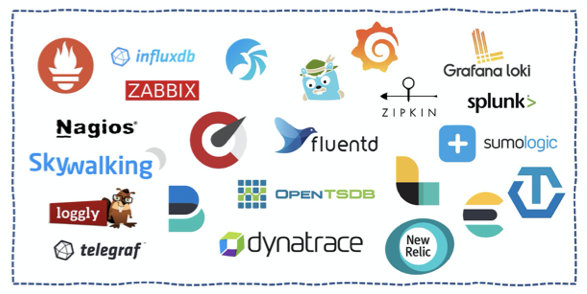 influxdb
Grafana loki
ZABBIX
ZIPKIN
splunk>
Nagios®
fluentd
sumologic
Skywalking
loggly
OPENTSDB
telegraf
dynatrace
New
Relic